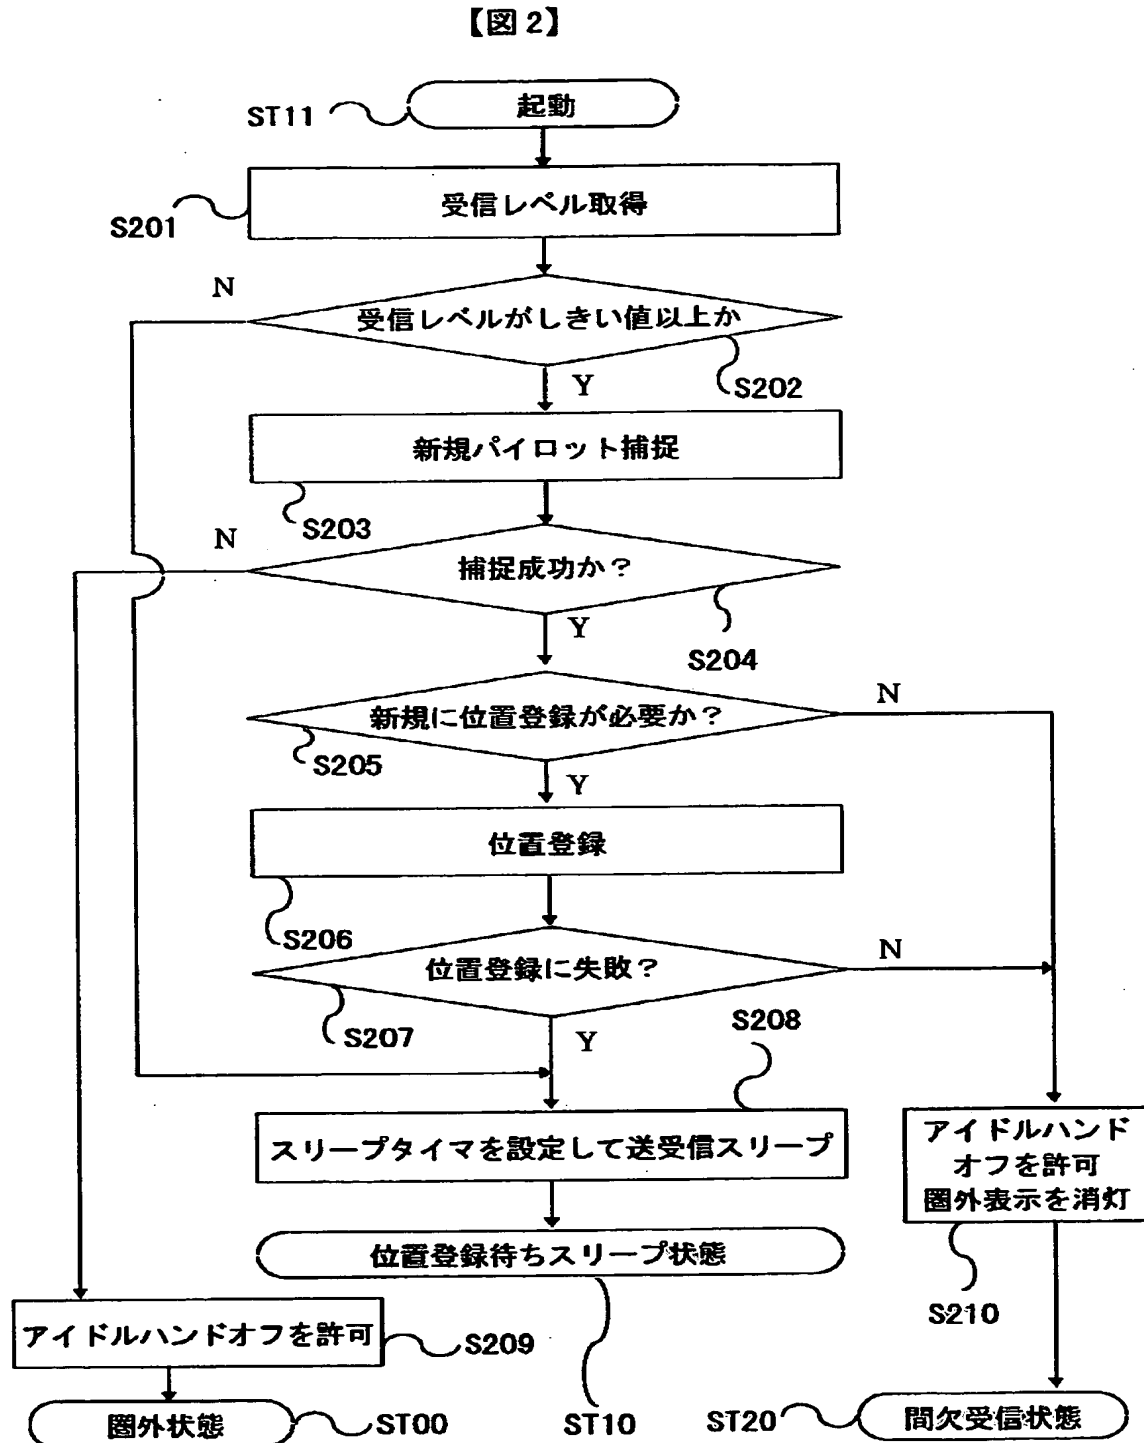 【図2】
起動
ST11
受信レベル取得
S201
N
受信レベルがしきい値以上か
Y
S202
新規パイロット捕捉
S203
N
捕捉成功か？
Y
S204
N
新規に位置登録が必要か？
S205
Y
位置登録
S206
N
位置登録に失敗？
S208
S207
Y
スリープタイマを設定して送受信スリープ
アイドルハンド
オフを許可
圏外表示を消灯
位置登録待ちスリープ状態
S210
アイドルハンドオフを許可
S209
圏外状態
ST00
ST10
ST20
間欠受信状態